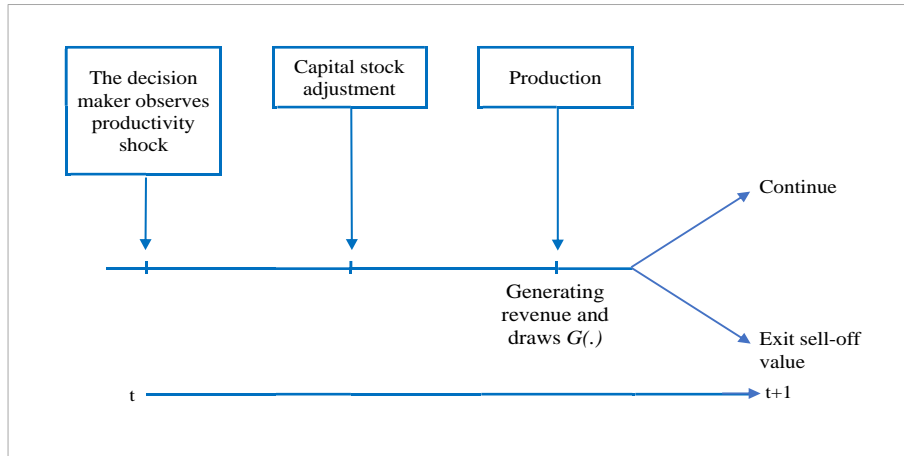 The decision
maker observes
productivity
shock
Capital stock
adjustment
Production
Continue
Generating
revenue and
draws G(.)
Exit sell-off
value
t
t+1